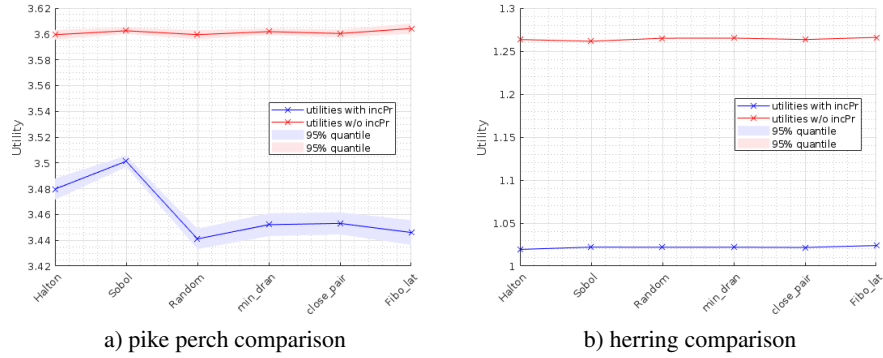 3.62
3.6
3.58
3.56
3.54
3.52
3.5
3.48
3.46
3.44
3.42
Utility
utilities with incPr
utilities w/o incPr
95% quantile
95% quantile
Halton
Sobol
Random
min_dran
close_pair
Fibo_lat
a) pike perch comparison
1.3
1.25
1.2
1.15
1.1
1.05
1
Utility
utilities with incPr
utilities w/o incPr
95% quantile
95% quantile
Halton
Sobol
Random
min_dran
close_pair
Fibo_lat
b) herring comparison